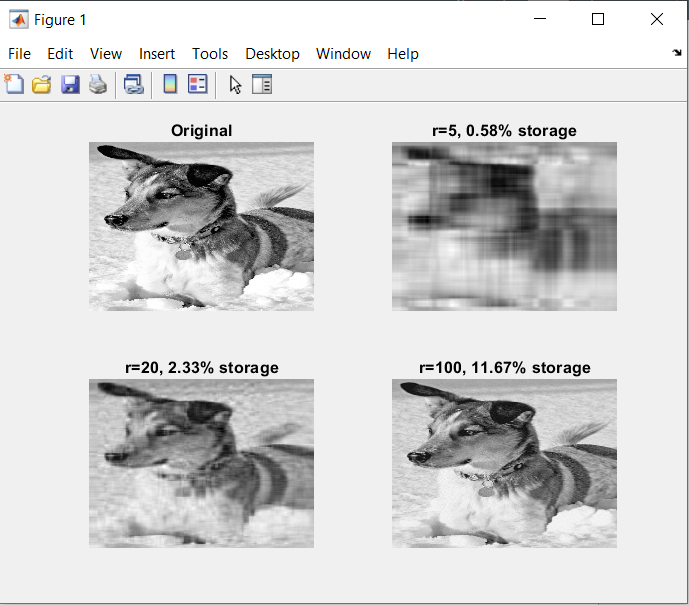 Figure 1
File Edit View Insert Tools Desktop Window Help
Original
r=5, 0.58% storage
r=20, 2.33% storage
r=100, 11.67% storage